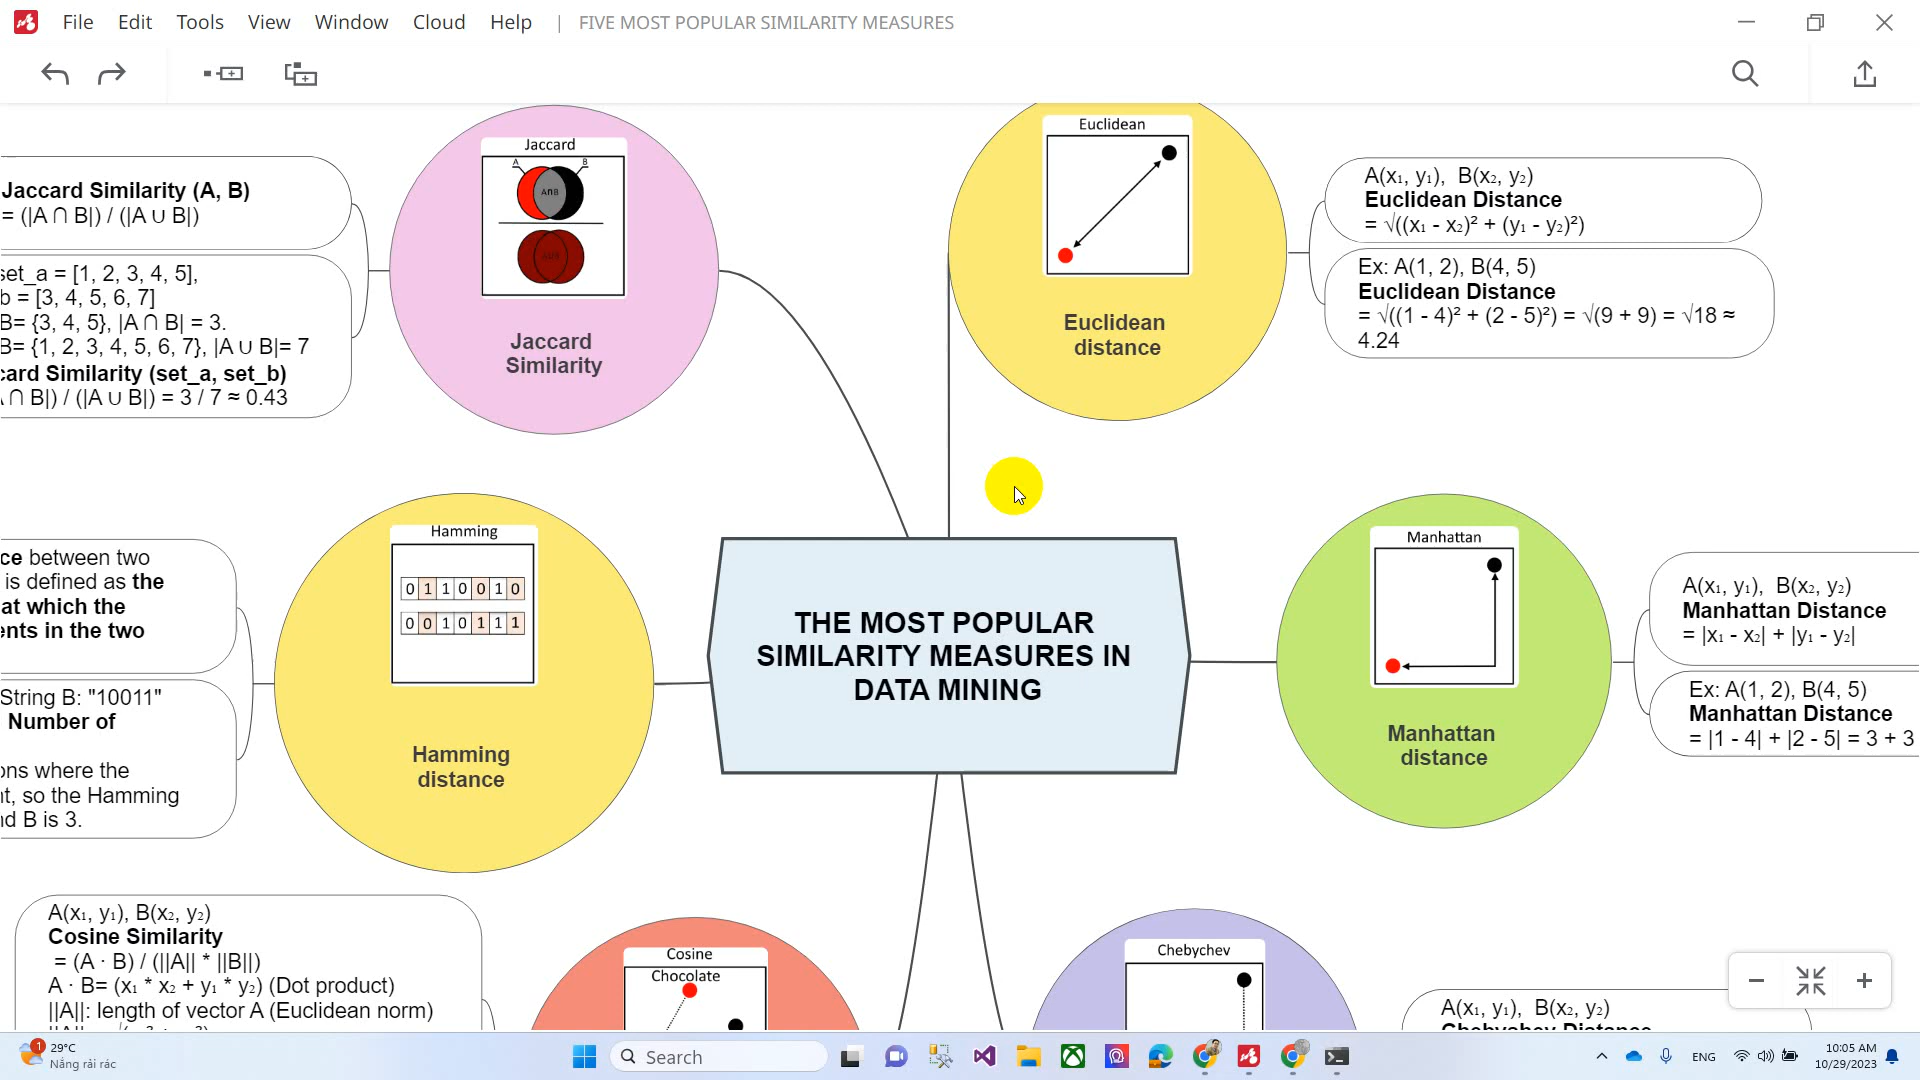 File Edit Tools View Window Cloud Help | FIVE MOST POPULAR SIMILARITY MEASURES
Jaccard
A B
A∩B
A∪B
Jaccard
Similarity
Jaccard Similarity (A, B)
= (|A ∩ B|) / (|A ∪ B|)
set_a = [1, 2, 3, 4, 5],
b = [3, 4, 5, 6, 7]
B= {3, 4, 5}, |A ∩ B| = 3.
B= {1, 2, 3, 4, 5, 6, 7}, |A ∪ B|= 7
card Similarity (set_a, set_b)
∩ B|) / (|A ∪ B|) = 3 / 7 ≈ 0.43
Euclidean
Euclidean
distance
A(x₁, y₁), B(x₂, y₂)
Euclidean Distance
= √((x₁ - x₂)² + (y₁ - y₂)²)
Ex: A(1, 2), B(4, 5)
Euclidean Distance
= √((1 - 4)² + (2 - 5)²) = √(9 + 9) = √18 ≈
4.24
Hamming
0 1 1 0 0 1 0
0 0 1 0 1 1 1
Hamming
distance
ce between two
is defined as the
at which the
ents in the two
String B: "10011"
Number of
ons where the
nt, so the Hamming
nd B is 3.
THE MOST POPULAR
SIMILARITY MEASURES IN
DATA MINING
Manhattan
Manhattan
distance
A(x₁, y₁), B(x₂, y₂)
Manhattan Distance
= |x₁ - x₂| + |y₁ - y₂|
Ex: A(1, 2), B(4, 5)
Manhattan Distance
= |1 - 4| + |2 - 5| = 3 + 3
A(x₁, y₁), B(x₂, y₂)
Cosine Similarity
= (A · B) / (||A|| * ||B||)
A · B= (x₁ * x₂ + y₁ * y₂) (Dot product)
||A||: length of vector A (Euclidean norm)
Cosine
Chocolate
Chebychev
A(x₁, y₁), B(x₂, y₂)
Chebyshev Distance
1
29°C
Nắng rải rác
Search
ENG
10:05 AM
10/29/2023